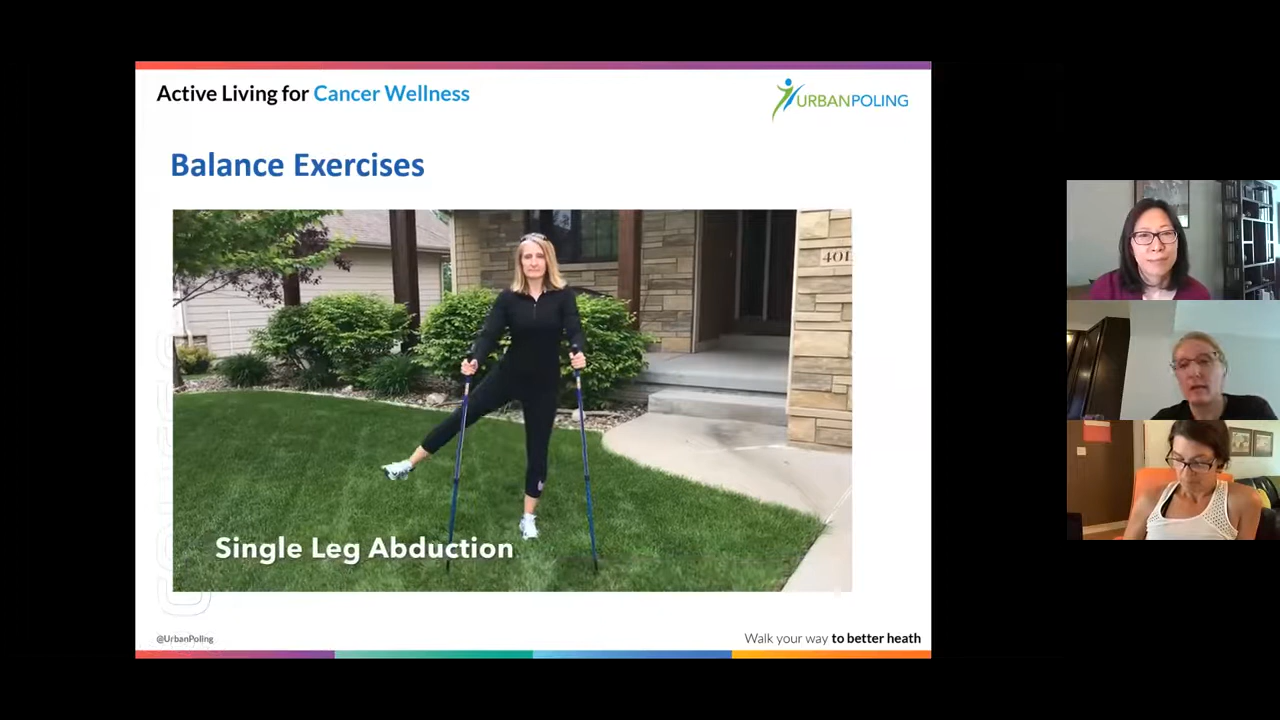 Active Living for Cancer Wellness
URBANPOLING
Balance Exercises
401
Single Leg Abduction
@UrbanPoling
Walk your way to better heath